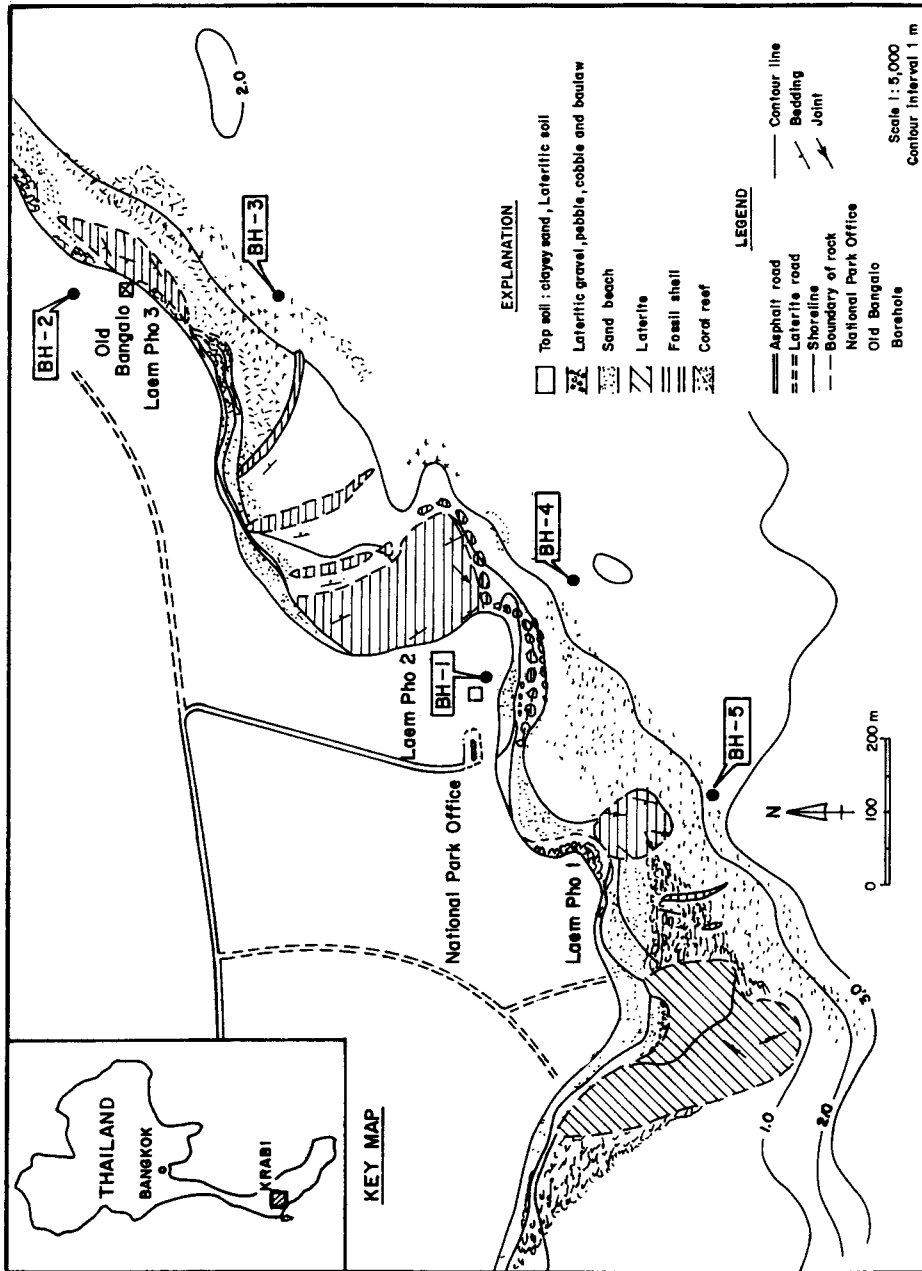 THAILAND
BANGKOK
KRABI
KEY MAP
BH-2
Old
Bangalo
Laem Pho 3
BH-3
2.0
Laem Pho 2
BH-1
National Park Office
BH-4
Laem Pho 1
BH-5
1.0
2.0
3.0
N
0 100 200 m
EXPLANATION
Top soil : clayey sand, Lateritic soil
Lateritic gravel, pebble, cobble and baulaw
Sand beach
Laterite
Fossil shell
Coral reef
LEGEND
Asphalt road
Laterite road
Shoreline
Boundary of rock
National Park Office
Old Bangalo
Borehole
Contour line
Bedding
Joint
Scale 1 : 5,000
Contour Interval 1 m